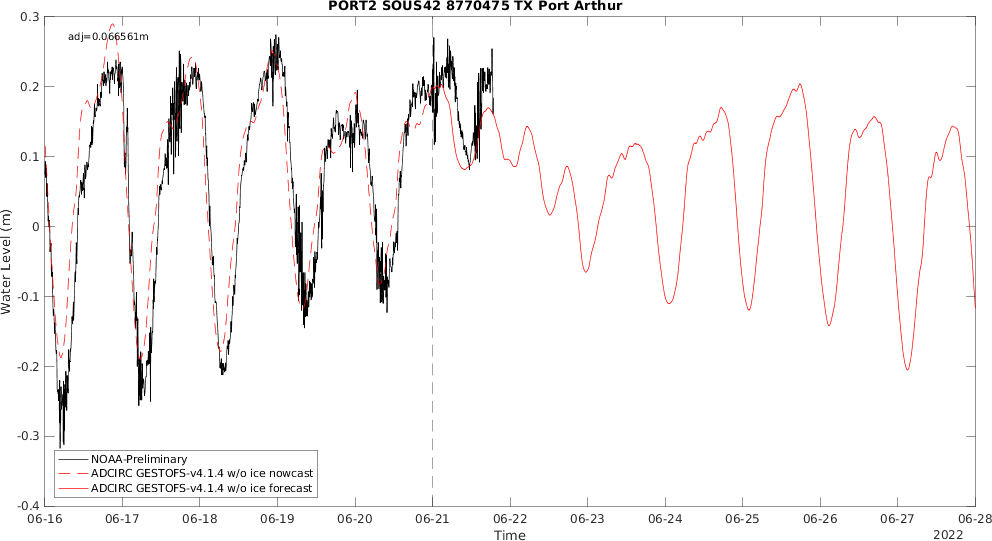 PORT2 SOUS42 8770475 TX Port Arthur
adj=0.066561m
0.3
0.2
0.1
0
-0.1
-0.2
-0.3
-0.4
Water Level (m)
NOAA-Preliminary
ADCIRC GESTOFS-v4.1.4 w/o ice nowcast
ADCIRC GESTOFS-v4.1.4 w/o ice forecast
06-16 06-17 06-18 06-19 06-20 06-21 06-22 06-23 06-24 06-25 06-26 06-27 06-28
Time
2022